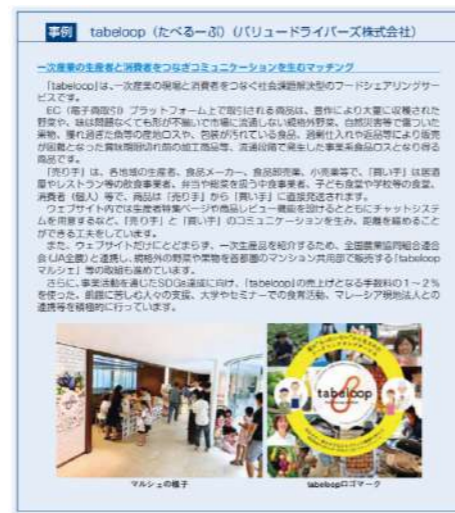 事例 tabeloop（たべるーぷ）（バリュードライバーズ株式会社）
一次産業の生産者と消費者をつなぎコミュニケーションを生むマッチング
「tabeloop」は、一次産業の現場と消費者をつなぐ社会課題解決型のフードシェアリングサー
ビスです。
EC（電子商取引）プラットフォーム上で取引される商品は、豊作により大量に収穫された
野菜や、味は問題なくても形が不揃いで市場に流通しない規格外野菜、自然災害等で傷ついた
果物、獲れ過ぎた魚等の産地ロスや、包装が汚れている食品、過剰仕入れや返品等により販売
が困難となった賞味期限切れ前の加工商品等、流通段階で発生した事業系食品ロスとなり得る
商品です。
「売り手」は、各地域の生産者、食品メーカー、食品卸売業、小売業等で、「買い手」は居酒
屋やレストラン等の飲食事業者、弁当や総菜を扱う中食事業者、子ども食堂や学校等の食堂、
消費者（個人）等で、商品は「売り手」から「買い手」に直接発送されます。
ウェブサイト内では生産者特集ページや商品レビュー機能を設けるとともにチャットシステ
ムを用意するなど、「売り手」と「買い手」のコミュニケーションを生み、距離を縮めること
ができる工夫をしています。
また、ウェブサイトだけにとどまらず、一次生産品を紹介するため、全国農業協同組合連合
会（JA全農）と連携し、規格外の野菜や果物を首都圏のマンション共用部で販売する「tabeloop
マルシェ」等の取組も進めています。
さらに、事業活動を通じたSDGs達成に向け、「tabeloop」の売上げとなる手数料の1～2％
を使った、飢餓に苦しむ人々の支援、大学やセミナーでの食育活動、マレーシア現地法人との
連携等を積極的に行っています。
tabeloop
マルシェの様子
tabeloopロゴマーク